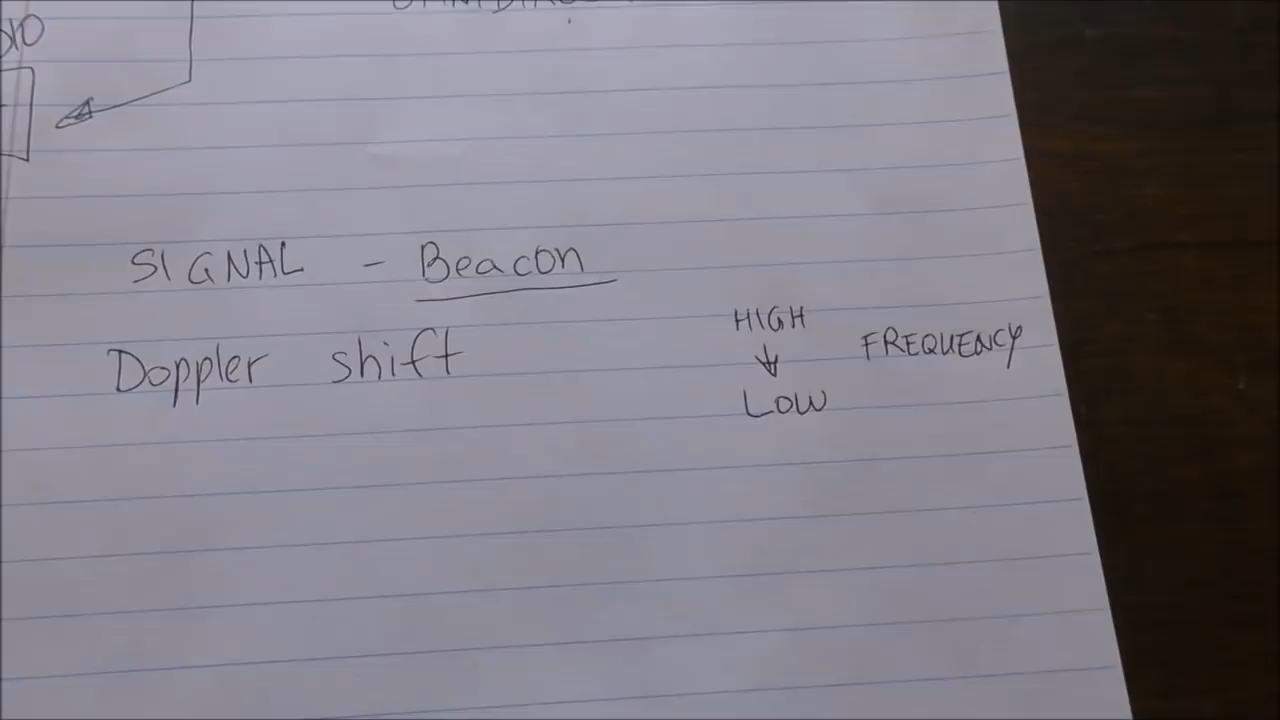 SIGNAL - Beacon
Doppler shift
HIGH
↓
LOW
FREQUENCY